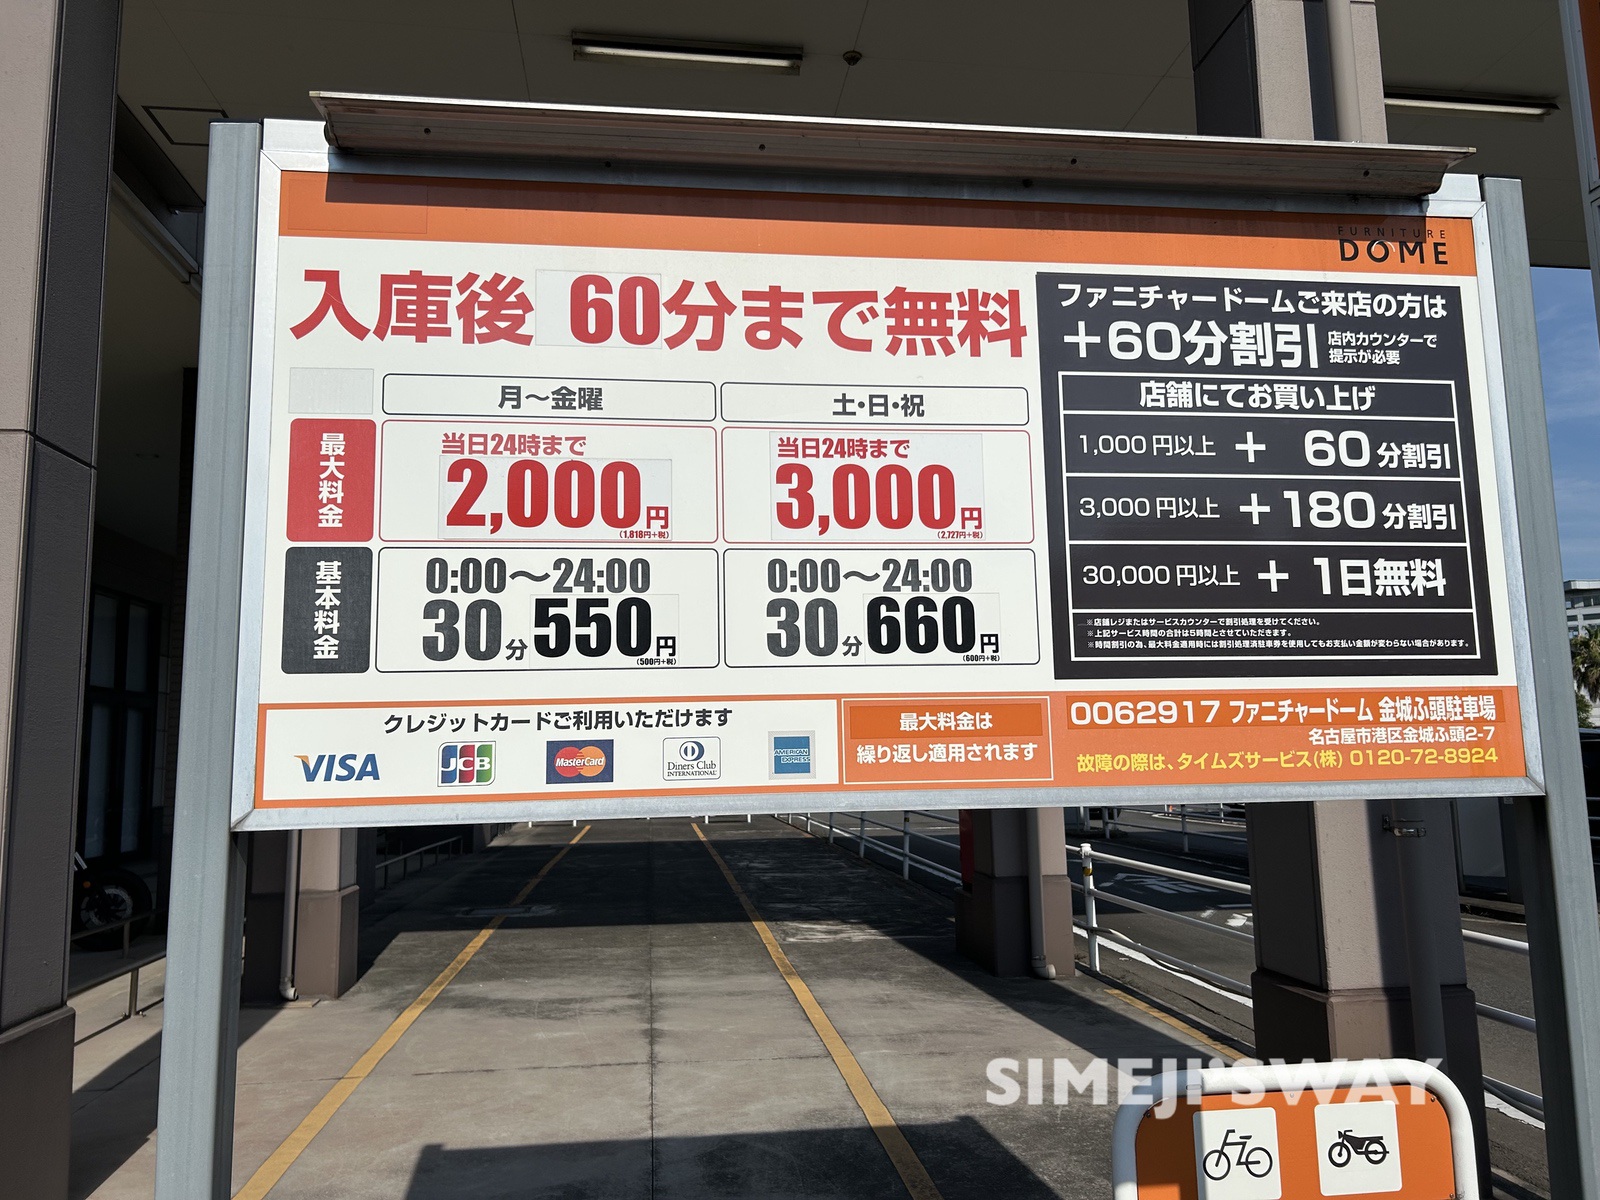 FURNITURE
DOME
入庫後 60分まで無料
月〜金曜
土・日・祝
最大料金
当日24時まで
2,000円
(1,818円+税)
当日24時まで
3,000円
(2,727円+税)
基本料金
0:00〜24:00
30分550円
(500円+税)
0:00〜24:00
30分660円
(600円+税)
ファニチャードームご来店の方は
+60分割引 店内カウンターで
提示が必要
店舗にてお買い上げ
1,000円以上 + 60分割引
3,000円以上 +180分割引
30,000円以上 + 1日無料
※店舗レジまたはサービスカウンターで割引処理を受けてください。
※上記サービス時間の合計は5時間とさせていただきます。
※時間割引の為、最大料金適用時には割引処理済駐車券を使用してもお支払い金額が変わらない場合があります。
クレジットカードご利用いただけます
VISA
JCB
MasterCard
Diners Club
INTERNATIONAL
AMERICAN
EXPRESS
最大料金は
繰り返し適用されます
0062917 ファニチャードーム 金城ふ頭駐車場
名古屋市港区金城ふ頭2-7
故障の際は、タイムズサービス(株) 0120-72-8924
SIMEJI'SWAY